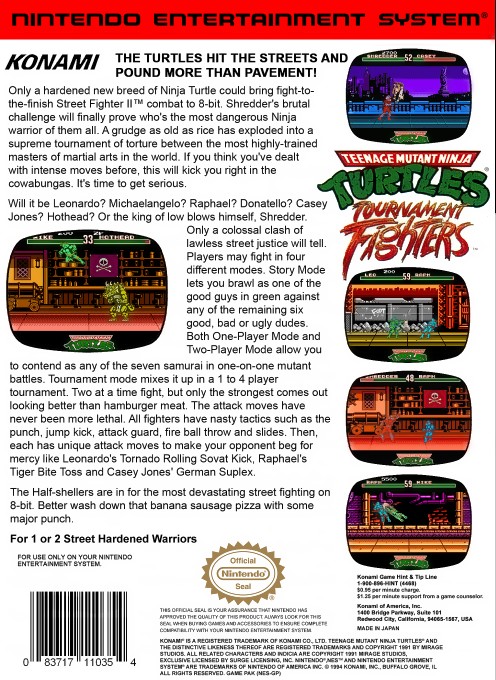 NINTENDO ENTERTAINMENT SYSTEM®
KONAMI
THE TURTLES HIT THE STREETS AND
POUND MORE THAN PAVEMENT!
Only a hardened new breed of Ninja Turtle could bring fight-to-
the-finish Street Fighter II™ combat to 8-bit. Shredder's brutal
challenge will finally prove who's the most dangerous Ninja
warrior of them all. A grudge as old as rice has exploded into a
supreme tournament of torture between the most highly-trained
masters of martial arts in the world. If you think you've dealt
with intense moves before, this will kick you right in the
cowabungas. It's time to get serious.
Will it be Leonardo? Michaelangelo? Raphael? Donatello? Casey
Jones? Hothead? Or the king of low blows himself, Shredder.
Only a colossal clash of
lawless street justice will tell.
Players may fight in four
different modes. Story Mode
lets you brawl as one of the
good guys in green against
any of the remaining six
good, bad or ugly dudes.
Both One-Player Mode and
Two-Player Mode allow you
to contend as any of the seven samurai in one-on-one mutant
battles. Tournament mode mixes it up in a 1 to 4 player
tournament. Two at a time fight, but only the strongest comes out
looking better than hamburger meat. The attack moves have
never been more lethal. All fighters have nasty tactics such as the
punch, jump kick, attack guard, fire ball throw and slides. Then,
each has unique attack moves to make your opponent beg for
mercy like Leonardo's Tornado Rolling Sovat Kick, Raphael's
Tiger Bite Toss and Casey Jones' German Suplex.
The Half-shellers are in for the most devastating street fighting on
8-bit. Better wash down that banana sausage pizza with some
major punch.
For 1 or 2 Street Hardened Warriors
FOR USE ONLY ON YOUR NINTENDO
ENTERTAINMENT SYSTEM.
MIKE 200 33 HOTHEAD
2700
SHREDDER 52 CASEY
TEENAGE MUTANT NINJA
TURTLES
TOURNAMENT
FIGHTERS™
200
LEO 59 RAPH
SHREDDER 48 RAPH
5500
RAPH 59 MIKE
Official
Nintendo
Seal
0 83717 11035 4
THIS OFFICIAL SEAL IS YOUR ASSURANCE THAT NINTENDO HAS
APPROVED THE QUALITY OF THIS PRODUCT. ALWAYS LOOK FOR THIS
SEAL WHEN BUYING GAMES AND ACCESSORIES TO ENSURE COMPLETE
COMPATIBILITY WITH YOUR NINTENDO ENTERTAINMENT SYSTEM.
Konami Game Hint & Tip Line
1-900-896-HINT (4468)
$0.95 per minute charge.
$1.25 per minute support from a game counselor.
Konami of America, Inc.
1400 Bridge Parkway, Suite 101
Redwood City, California, 94065-1567, USA
MADE IN JAPAN
KONAMI® IS A REGISTERED TRADEMARK OF KONAMI CO., LTD. TEENAGE MUTANT NINJA TURTLES® AND
THE DISTINCTIVE LIKENESS THEREOF ARE REGISTERED TRADEMARKS AND COPYRIGHT 1991 BY MIRAGE
STUDIOS. ALL RELATED CHARACTERS AND INDICIA ARE COPYRIGHT 1991 MIRAGE STUDIOS.
EXCLUSIVE LICENSED BY SURGE LICENSING, INC. NINTENDO®,NES™ AND NINTENDO ENTERTAINMENT
SYSTEM™ ARE TRADEMARKS OF NINTENDO OF AMERICA INC. © 1994 KONAMI, INC., BUFFALO GROVE, IL
ALL RIGHTS RESERVED. GAME PAK (NES-GP)